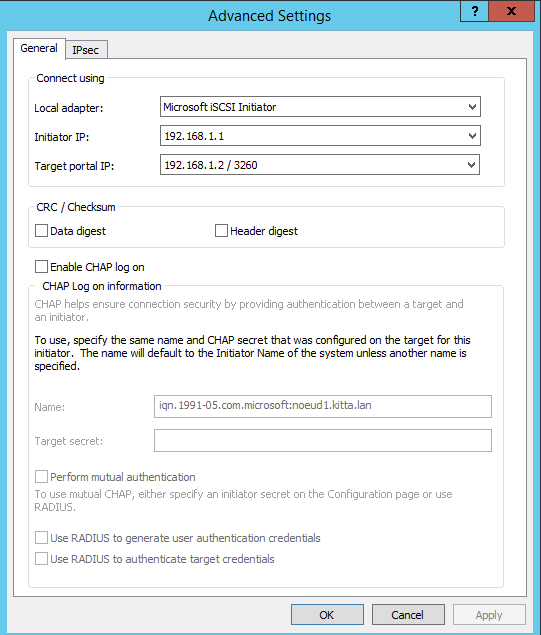 Advanced Settings
? X
General IPsec
Connect using
Local adapter: Microsoft iSCSI Initiator
Initiator IP: 192.168.1.1
Target portal IP: 192.168.1.2 / 3260
CRC / Checksum
Data digest Header digest
Enable CHAP log on
CHAP Log on information
CHAP helps ensure connection security by providing authentication between a target and
an initiator.
To use, specify the same name and CHAP secret that was configured on the target for this
initiator. The name will default to the Initiator Name of the system unless another name is
specified.
Name: iqn.1991-05.com.microsoft:noeud1.kitta.lan
Target secret:
Perform mutual authentication
To use mutual CHAP, either specify an initiator secret on the Configuration page or use
RADIUS.
Use RADIUS to generate user authentication credentials
Use RADIUS to authenticate target credentials
OK Cancel Apply